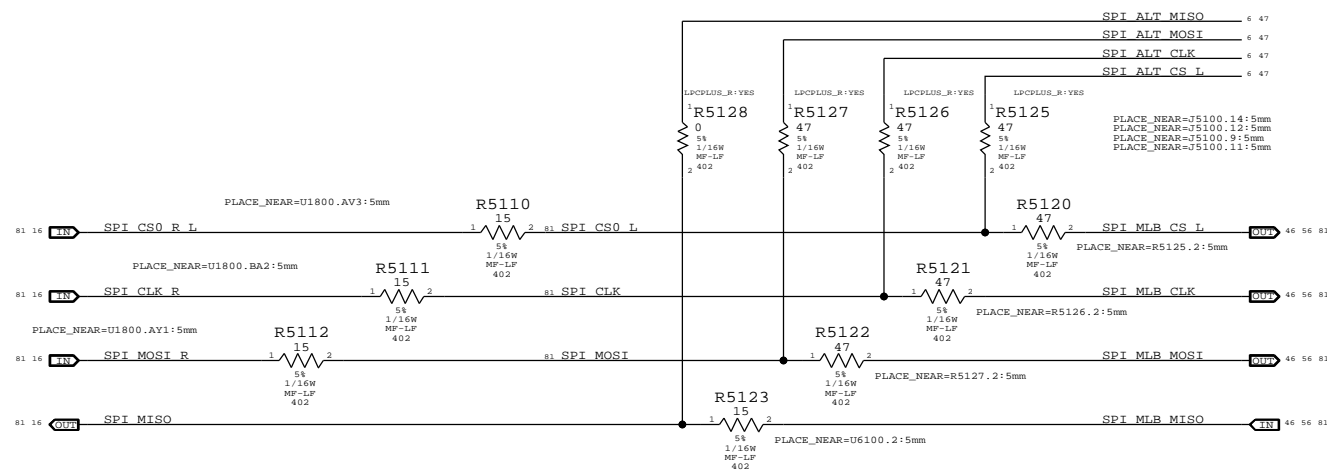 SPI_ALT_MISO 6 47
SPI_ALT_MOSI 6 47
SPI_ALT_CLK 6 47
SPI_ALT_CS_L 6 47
LPCPLUS_R:YES LPCPLUS_R:YES LPCPLUS_R:YES LPCPLUS_R:YES
1 R5128 1 R5127 1 R5126 1 R5125
0 47 47 47
5% 5% 5% 5%
1/16W 1/16W 1/16W 1/16W
MF-LF MF-LF MF-LF MF-LF
2 402 2 402 2 402 2 402
PLACE_NEAR=J5100.14:5mm
PLACE_NEAR=J5100.12:5mm
PLACE_NEAR=J5100.9:5mm
PLACE_NEAR=J5100.11:5mm
PLACE_NEAR=U1800.AV3:5mm
R5110 R5120
15 47
81 16 IN SPI_CS0_R_L 1 2 81 SPI_CS0_L 1 2 SPI_MLB_CS_L OUT 46 56 81
5% 5%
1/16W 1/16W
MF-LF MF-LF
402 402
PLACE_NEAR=R5125.2:5mm
PLACE_NEAR=U1800.BA2:5mm
R5111 R5121
15 47
81 16 IN SPI_CLK_R 1 2 81 SPI_CLK 1 2 SPI_MLB_CLK OUT 46 56 81
5% 5%
1/16W 1/16W
MF-LF MF-LF
402 402
PLACE_NEAR=R5126.2:5mm
PLACE_NEAR=U1800.AY1:5mm
R5112 R5122
15 47
81 16 IN SPI_MOSI_R 1 2 81 SPI_MOSI 1 2 SPI_MLB_MOSI OUT 46 56 81
5% 5%
1/16W 1/16W
MF-LF MF-LF
402 402
PLACE_NEAR=R5127.2:5mm
R5123
15
81 16 OUT SPI_MISO 1 2 SPI_MLB_MISO IN 46 56 81
5%
1/16W
MF-LF
402
PLACE_NEAR=U6100.2:5mm